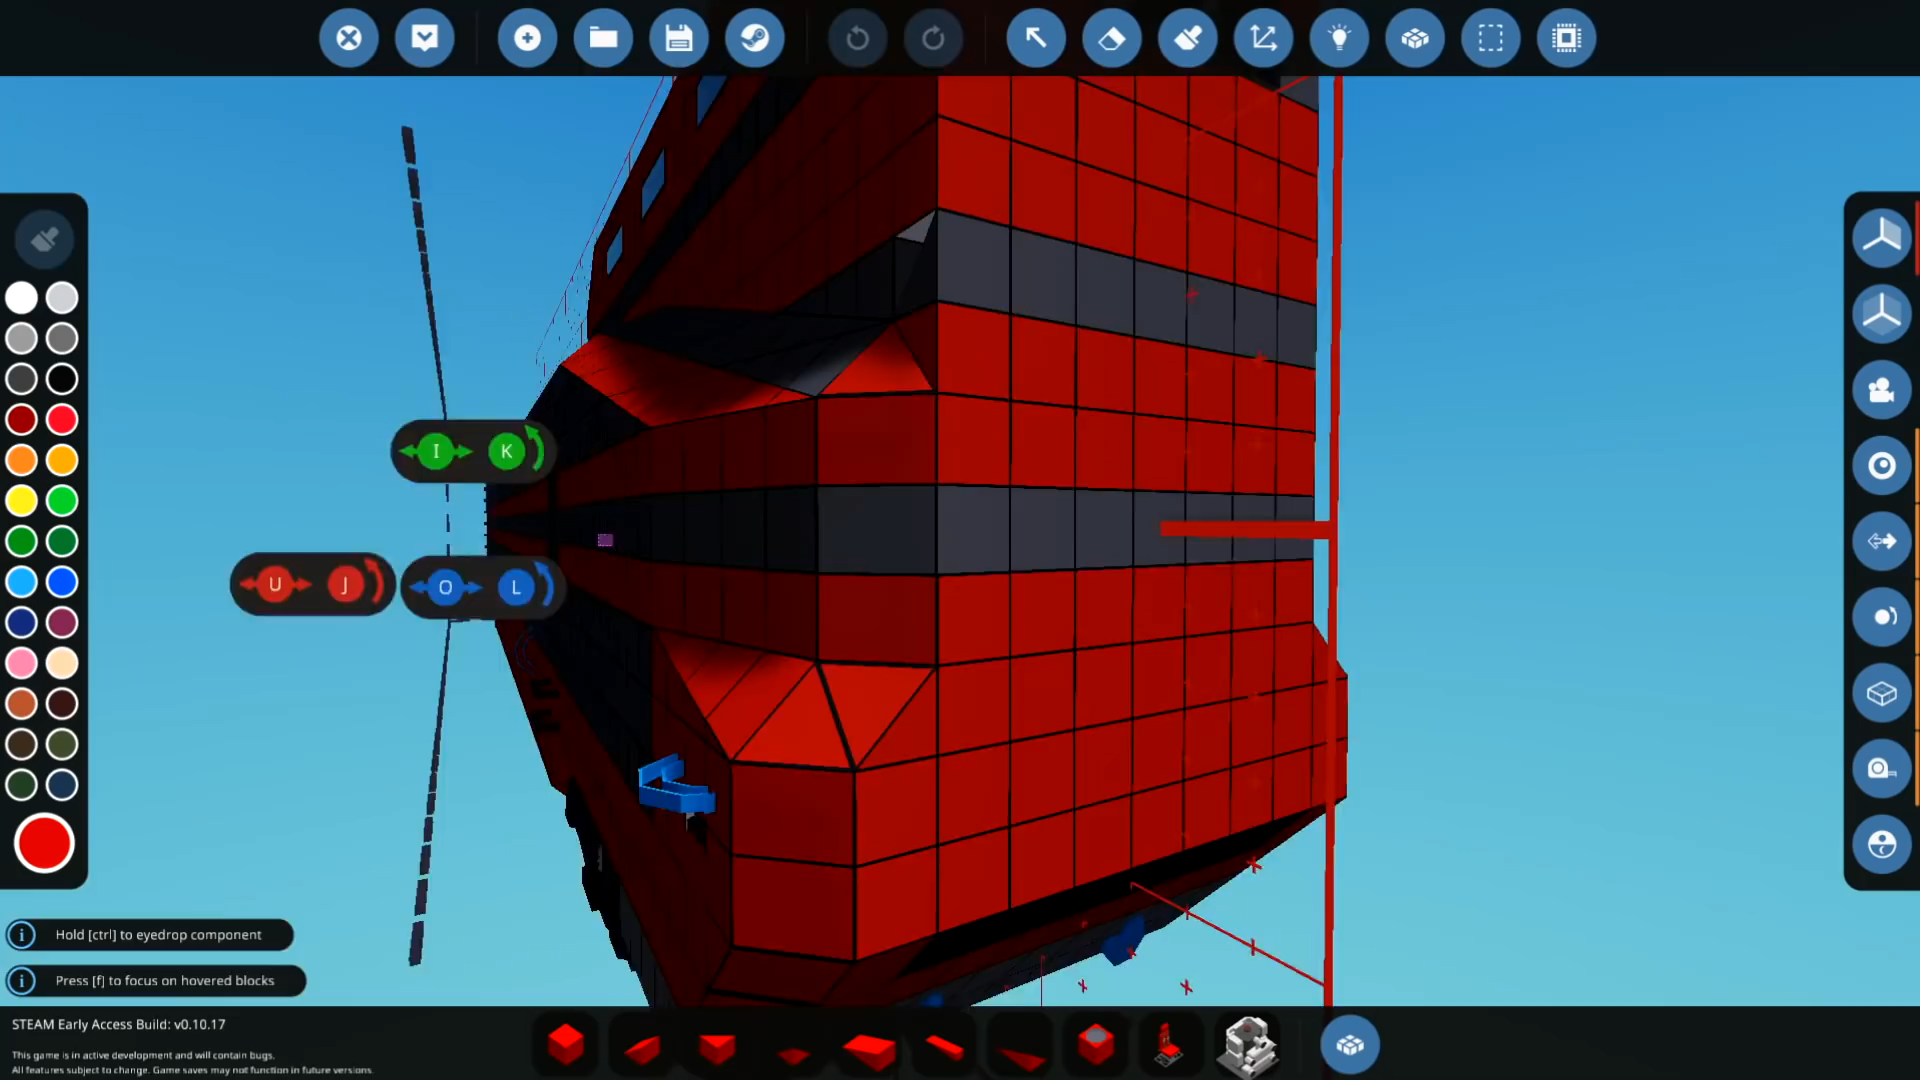 I
K
U
J
O
L
Hold [ctrl] to eyedrop component
Press [f] to focus on hovered blocks
STEAM Early Access Build: v0.10.17
This game is in active development and will contain bugs.
All features subject to change. Game saves may not function in future versions.